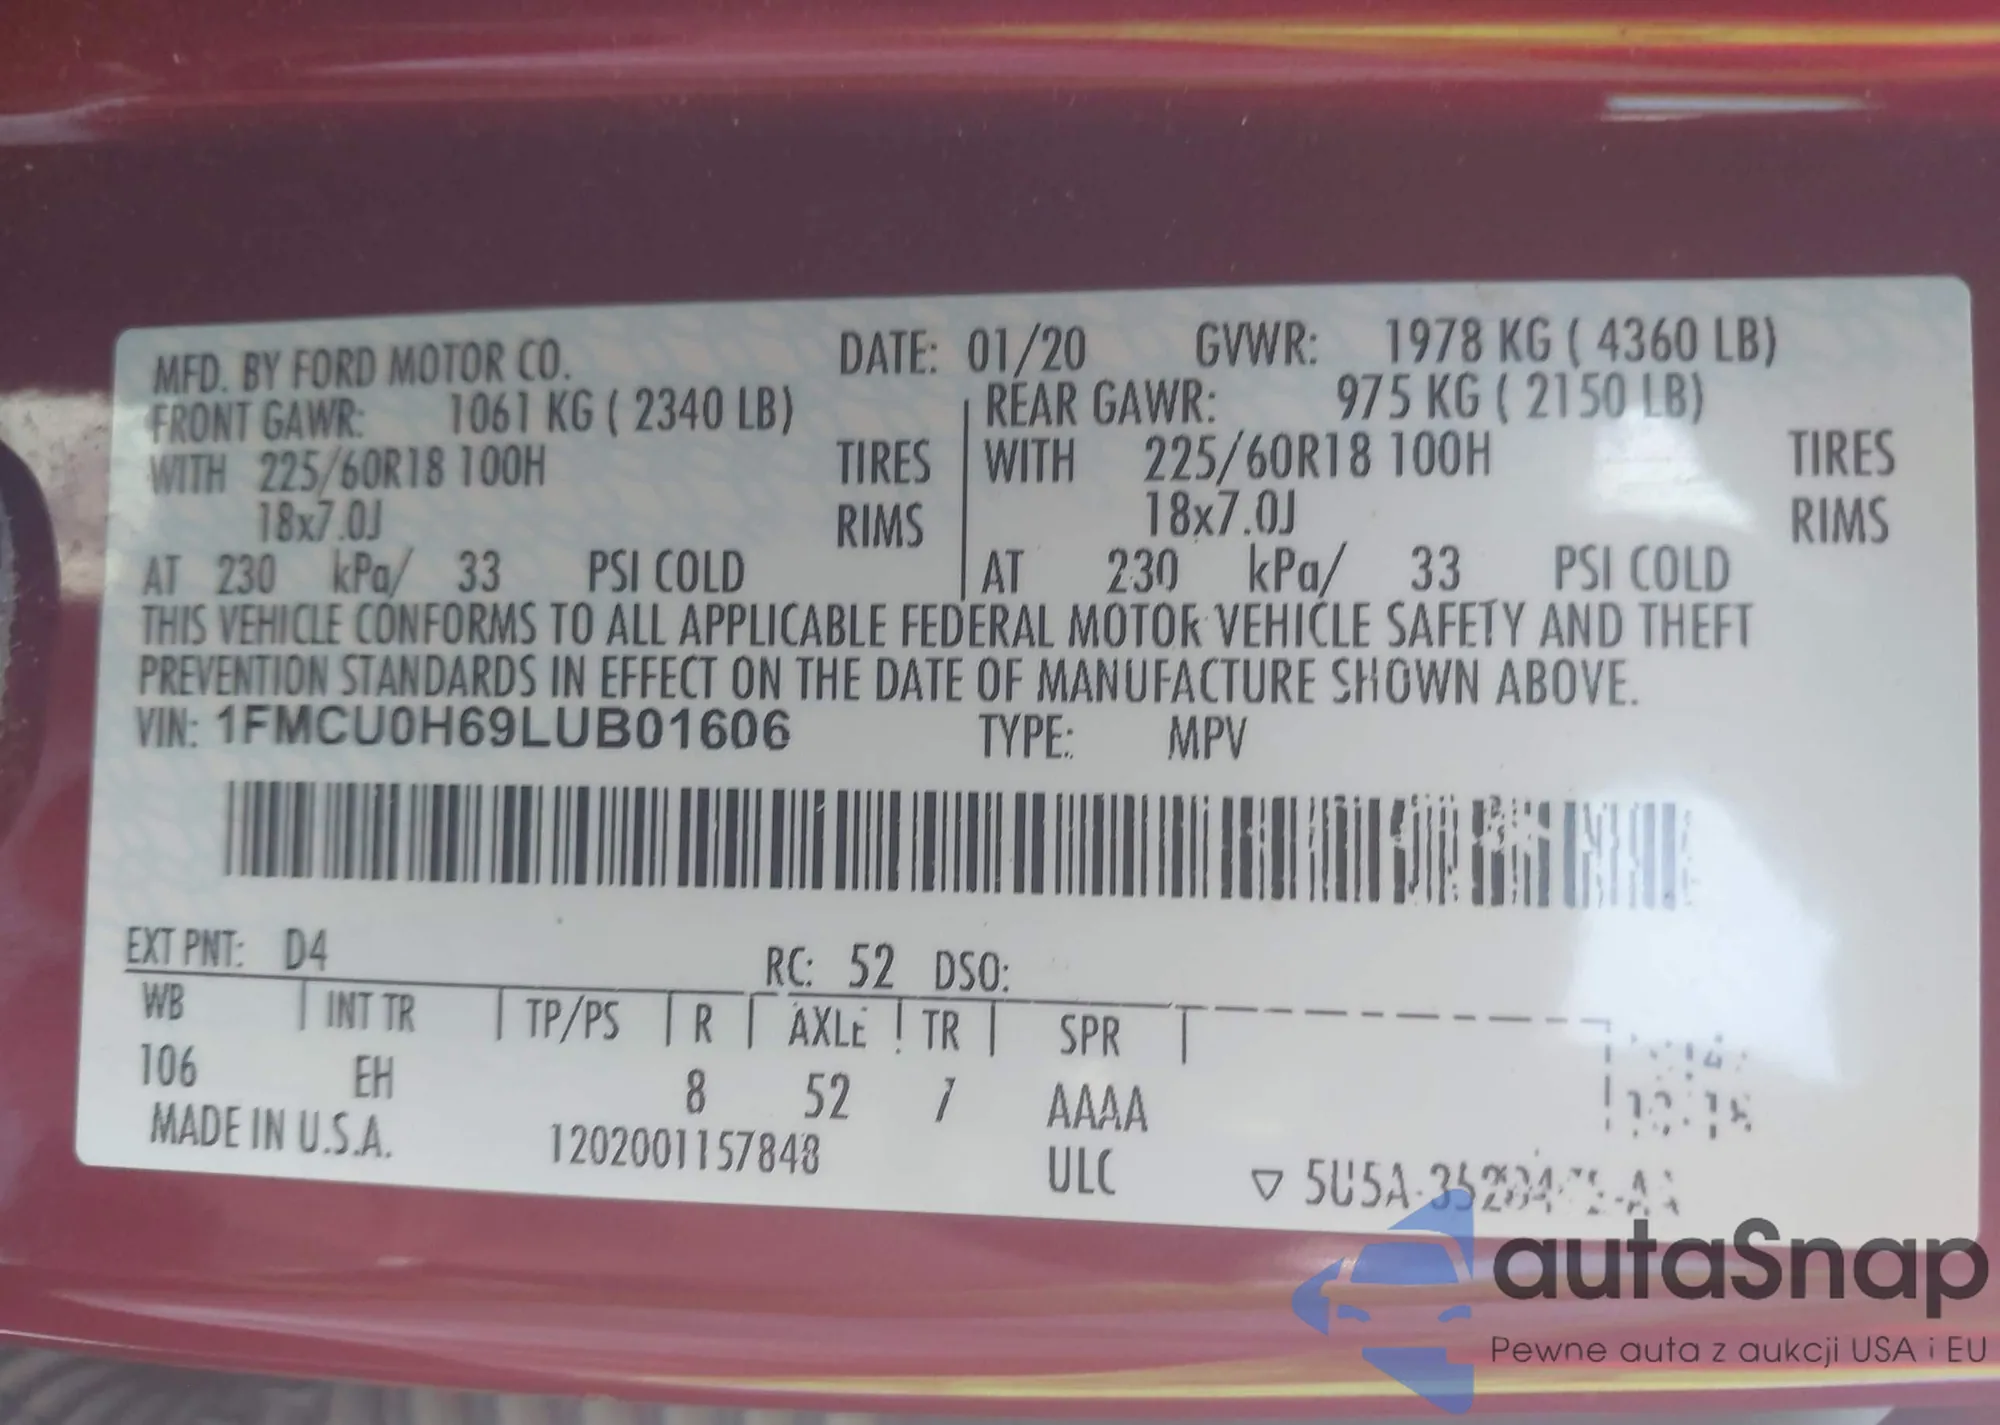 MFD. BY FORD MOTOR CO. DATE: 01/20 GVWR: 1978 KG ( 4360 LB)
FRONT GAWR: 1061 KG ( 2340 LB) REAR GAWR: 975 KG ( 2150 LB)
WITH 225/60R18 100H TIRES WITH 225/60R18 100H TIRES
18x7.0J RIMS 18x7.0J RIMS
AT 230 kPa/ 33 PSI COLD AT 230 kPa/ 33 PSI COLD
THIS VEHICLE CONFORMS TO ALL APPLICABLE FEDERAL MOTOR VEHICLE SAFETY AND THEFT
PREVENTION STANDARDS IN EFFECT ON THE DATE OF MANUFACTURE SHOWN ABOVE.
VIN: 1FMCU0H69LUB01606 TYPE: MPV
EXT PNT: D4 RC: 52 DSO:
WB INT TR TP/PS R AXLE TR SPR
106 EH 8 52 7 AAAA
MADE IN U.S.A. 1202001157848 ULC
autaSnap
Pewne auta z aukcji USA i EU